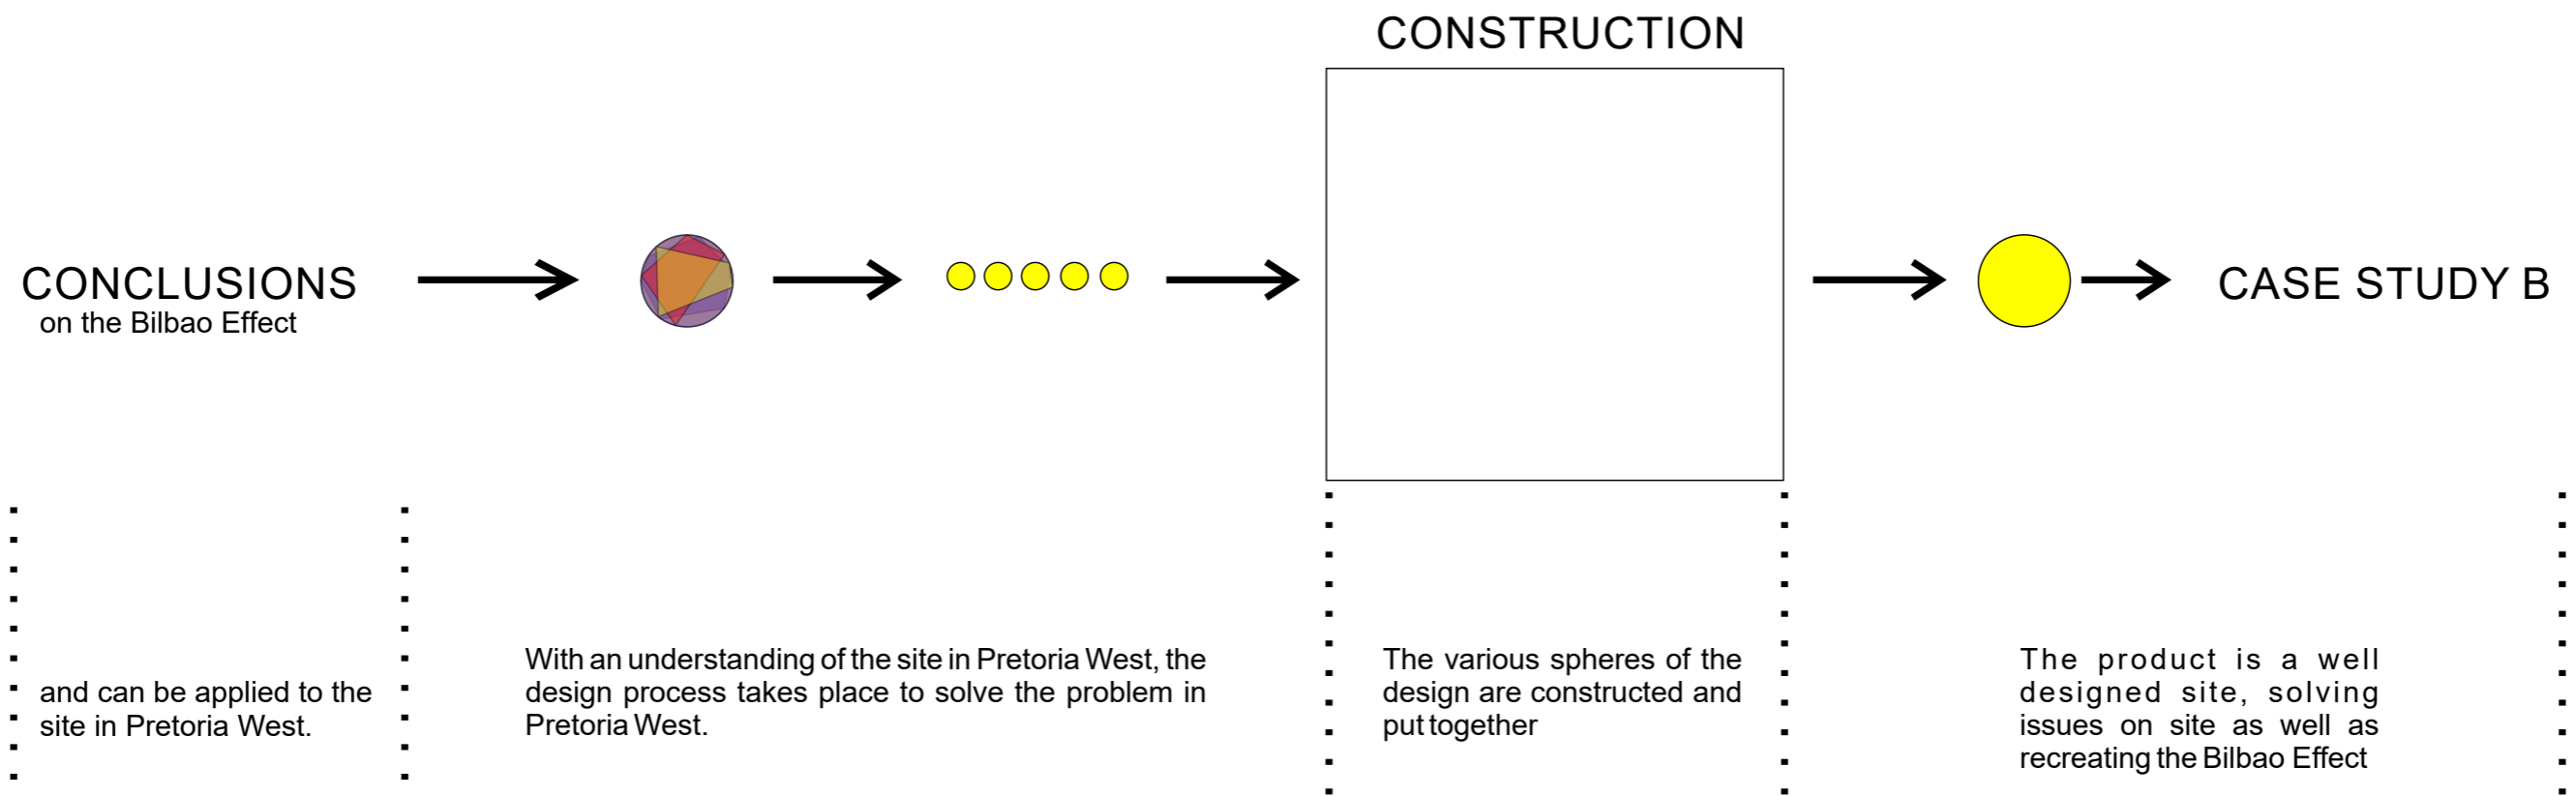 CONSTRUCTION
CONCLUSIONS
on the Bilbao Effect
CASE STUDY B
and can be applied to the
site in Pretoria West.
With an understanding of the site in Pretoria West, the
design process takes place to solve the problem in
Pretoria West.
The various spheres of the
design are constructed and
put together
The product is a well
designed site, solving
issues on site as well as
recreating the Bilbao Effect